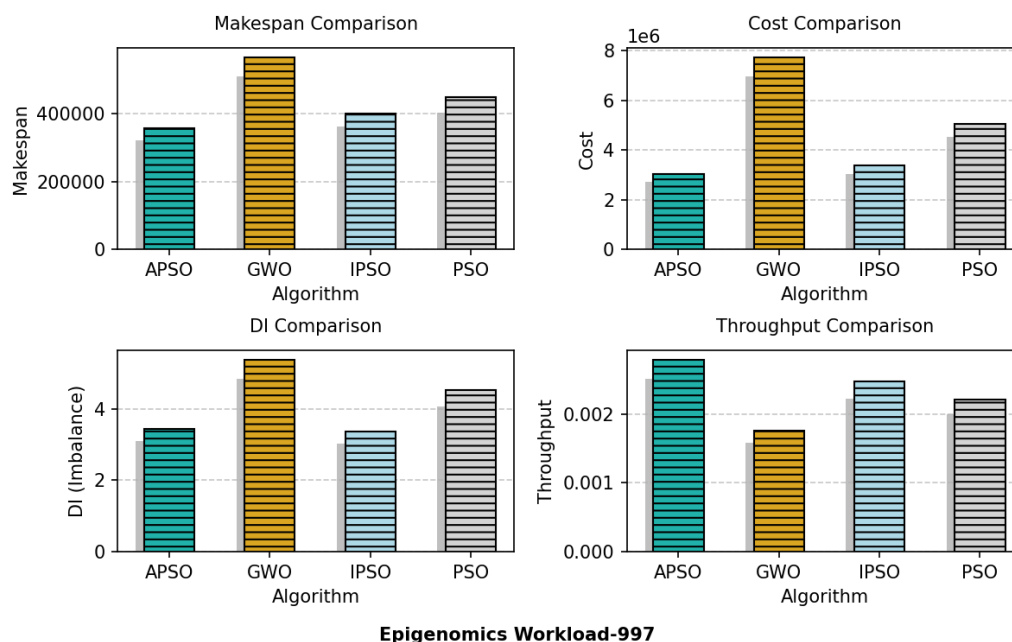 Makespan Comparison
Makespan
400000
200000
0
APSO GWO IPSO PSO
Algorithm
Cost Comparison
1e6
Cost
8
6
4
2
0
APSO GWO IPSO PSO
Algorithm
DI Comparison
DI (Imbalance)
4
2
0
APSO GWO IPSO PSO
Algorithm
Throughput Comparison
Throughput
0.002
0.001
0.000
APSO GWO IPSO PSO
Algorithm
Epigenomics Workload-997